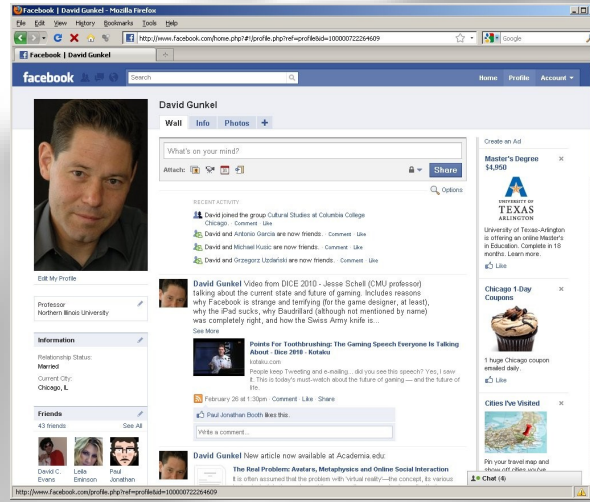 Facebook | David Gunkel - Mozilla Firefox
File Edit View History Bookmarks Tools Help
http://www.facebook.com/home.php?#!/profile.php?ref=profile&id=100000722264609
Google
Facebook | David Gunkel
facebook
Search
Home Profile Account
David Gunkel
Wall Info Photos +
What's on your mind?
Attach:
31
Share
Options
RECENT ACTIVITY
David joined the group Cultural Studies at Columbia College
Chicago. · Comment · Like
David and Antonio Garcia are now friends. · Comment · Like
David and Michael Kusic are now friends. · Comment · Like
David and Grzegorz Uzdański are now friends. · Comment · Like
Edit My Profile
Professor
Northern Illinois University
Information
Relationship Status:
Married
Current City:
Chicago, IL
Friends
43 friends See All
David C.
Evans
Leila
Eninson
Paul
Jonathan
David Gunkel Video from DICE 2010 - Jesse Schell (CMU professor)
talking about the current state and future of gaming. Includes reasons
why Facebook is strange and terrifying (for the game designer, at least),
why the iPad sucks, why Baudrillard (although not mentioned by name)
was completely right, and how the Swiss Army knife is...
See More
Points For Toothbrushing: The Gaming Speech Everyone Is Talking
About - Dice 2010 - Kotaku
kotaku.com
People keep Tweeting and e-mailing... did you see this speech? Yes, I saw
it. This is today's must-watch about the future of gaming — and the future of
life.
February 26 at 1:30pm · Comment · Like · Share
Paul Jonathan Booth likes this.
Write a comment...
David Gunkel New article now available at Academia.edu:
The Real Problem: Avatars, Metaphysics and Online Social Interaction
It is often assumed that the problem with 'virtual reality'—the concept, its various
Create an Ad
Master's Degree
$4,950
UNIVERSITY OF
TEXAS
ARLINGTON
University of Texas-Arlington
is offering an online Master's
in Education. Complete in 18
months. Learn more.
Like
Chicago 1-Day
Coupons
1 huge Chicago coupon
emailed daily.
Like
Cities I've Visited
Pin your travel map and
show off cities you've
Chat (4)
http://www.facebook.com/profile.php?ref=profile&id=100000722264609